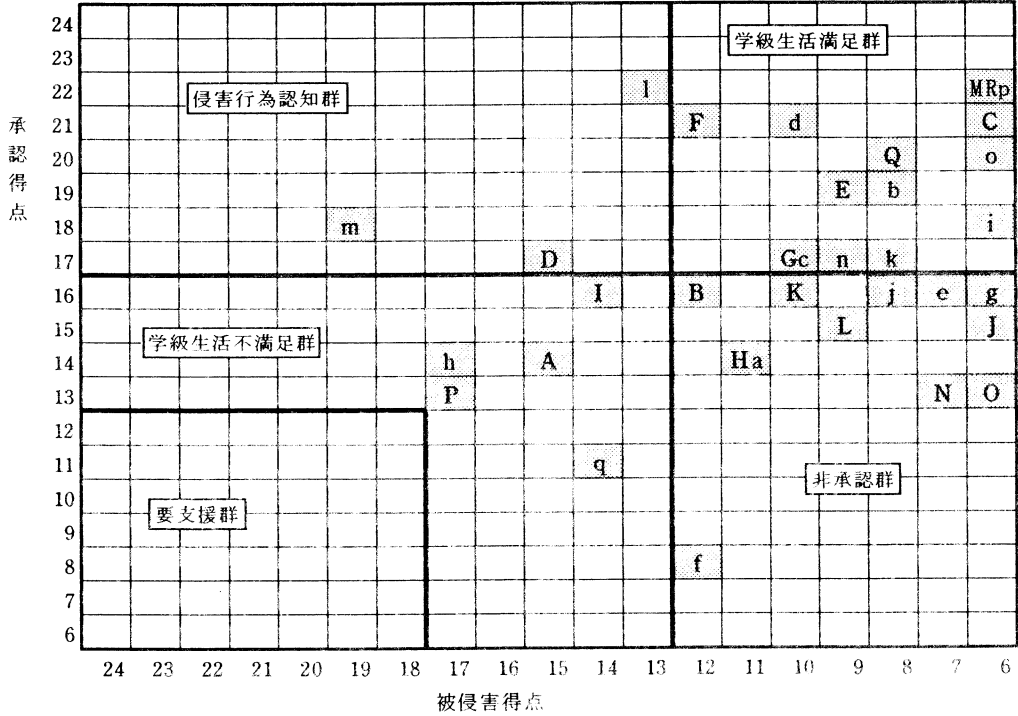 24
23 学級生活満足群
22 侵害行為認知群 l MRp
21 F d C
20 Q o
19 E b
18 m i
17 D Gc n k
16 I B K j e g
15 学級生活不満足群 L J
14 h A Ha
13 P N O
12
11 q 非承認群
10 要支援群
9
8 f
7
6
24 23 22 21 20 19 18 17 16 15 14 13 12 11 10 9 8 7 6
被侵害得点
承認得点